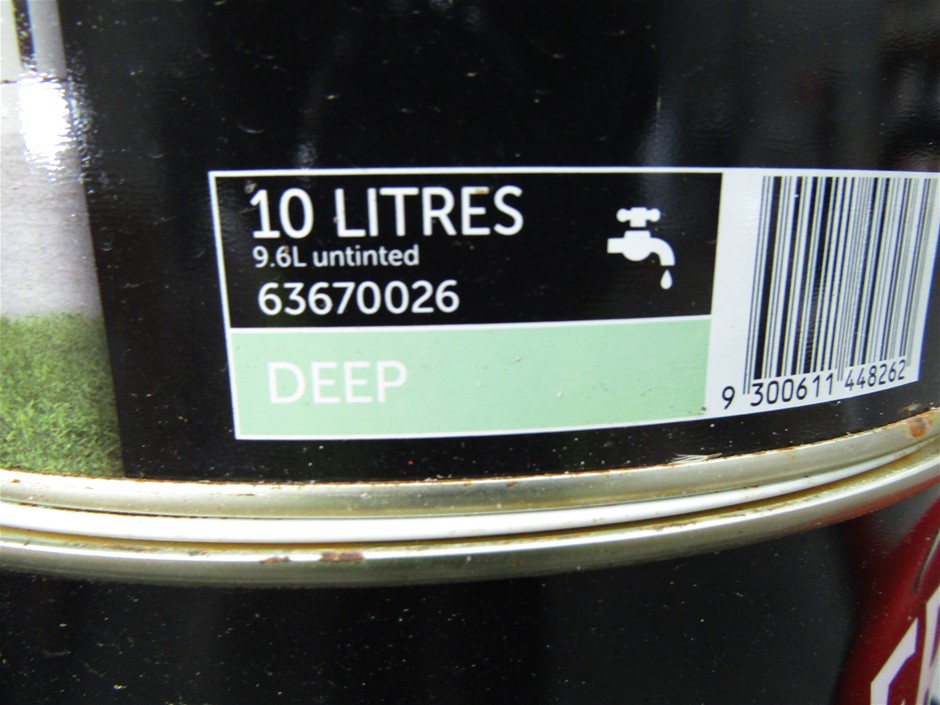 10 LITRES
9.6L untinted
63670026
DEEP
9 300611 448262